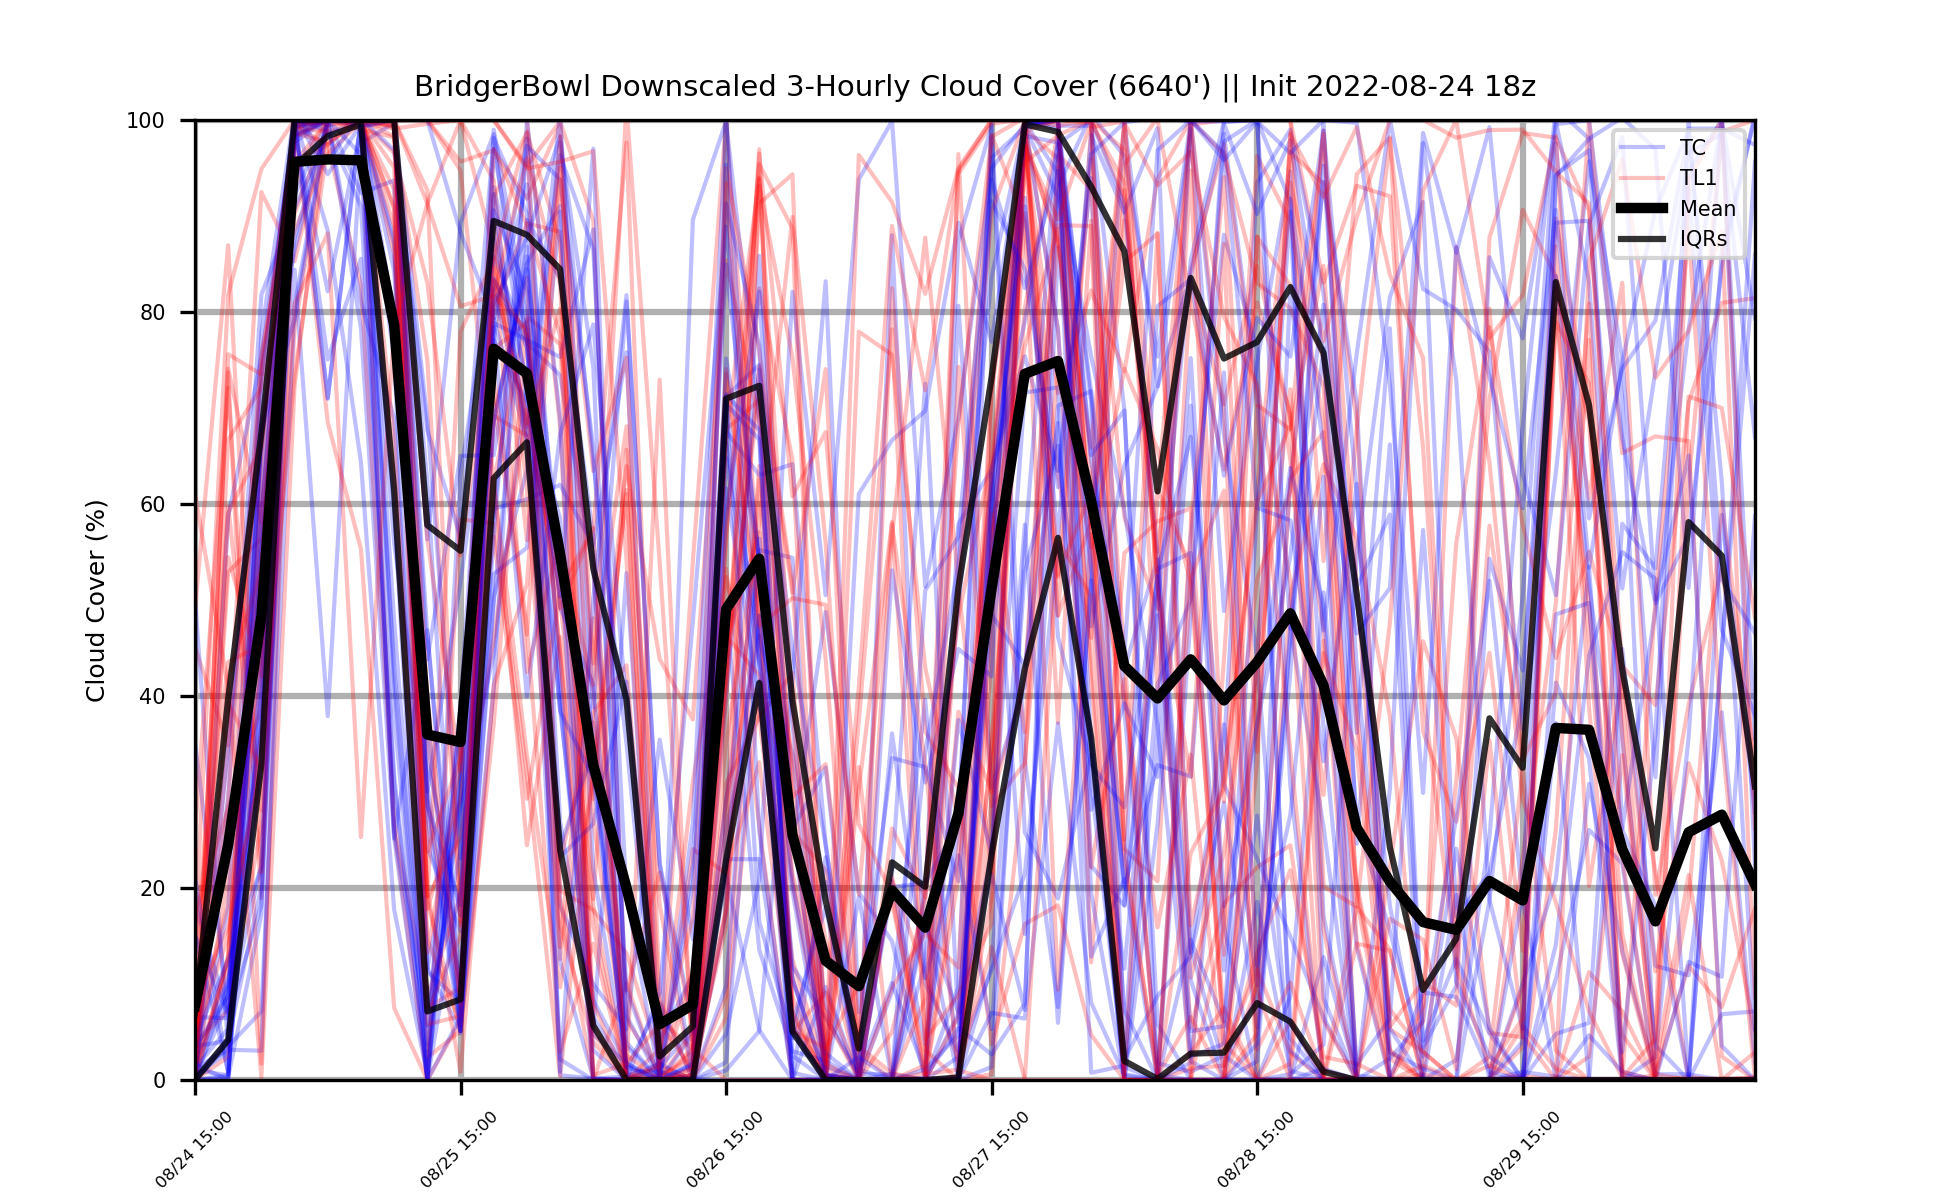 BridgerBowl Downscaled 3-Hourly Cloud Cover (6640') || Init 2022-08-24 18z
TC
TL1
Mean
IQRs
Cloud Cover (%)
100
80
60
40
20
0
08/24 15:00
08/25 15:00
08/26 15:00
08/27 15:00
08/28 15:00
08/29 15:00